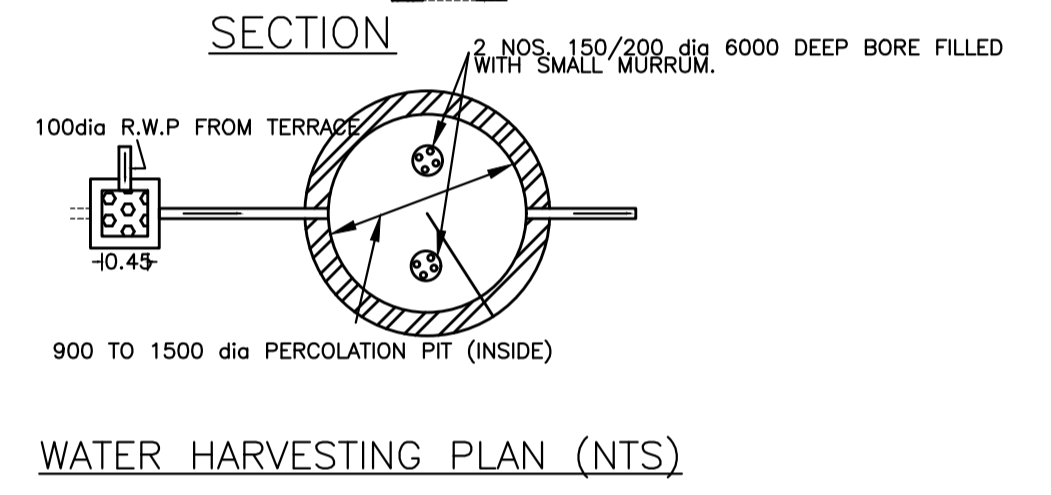 SECTION
2 NOS. 150/200 dia 6000 DEEP BORE FILLED
WITH SMALL MURRUM.
100dia R.W.P FROM TERRACE
0.45
900 TO 1500 dia PERCOLATION PIT (INSIDE)
WATER HARVESTING PLAN (NTS)